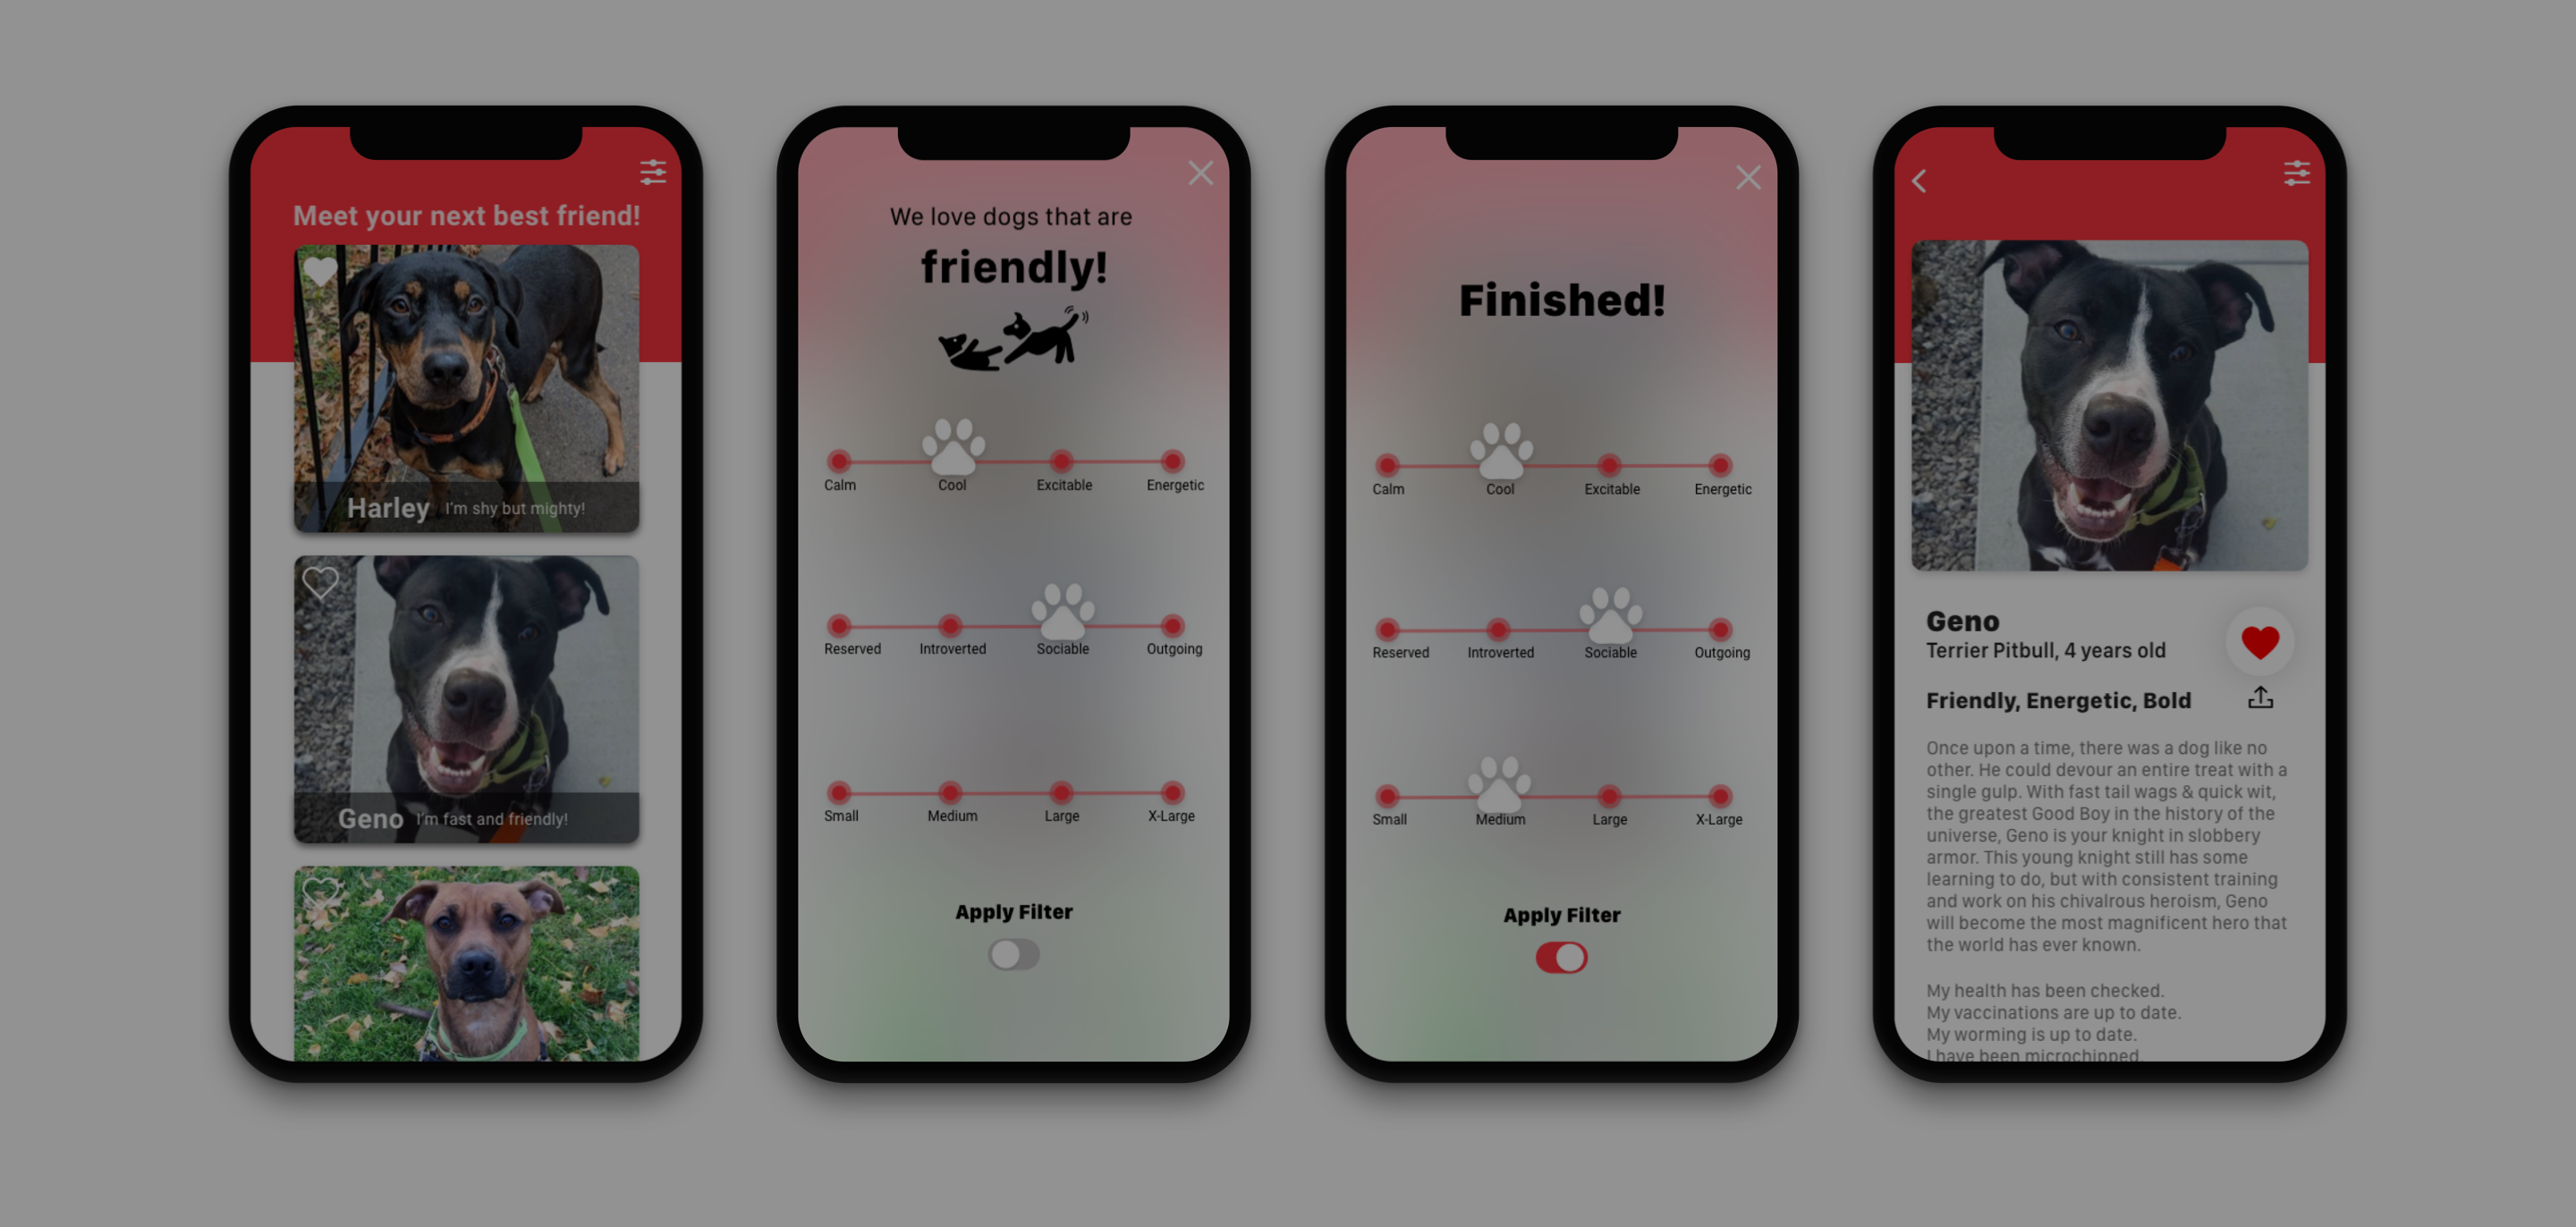 Meet your next best friend!
Harley I'm shy but mighty!
Geno I'm fast and friendly!
We love dogs that are
friendly!
Calm Cool Excitable Energetic
Reserved Introverted Sociable Outgoing
Small Medium Large X-Large
Apply Filter
Finished!
Calm Cool Excitable Energetic
Reserved Introverted Sociable Outgoing
Small Medium Large X-Large
Apply Filter
Geno
Terrier Pitbull, 4 years old
Friendly, Energetic, Bold
Once upon a time, there was a dog like no
other. He could devour an entire treat with a
single gulp. With fast tail wags & quick wit,
the greatest Good Boy in the history of the
universe, Geno is your knight in slobbery
armor. This young knight still has some
learning to do, but with consistent training
and work on his chivalrous heroism, Geno
will become the most magnificent hero that
the world has ever known.
My health has been checked.
My vaccinations are up to date.
My worming is up to date.
I have been microchipped.